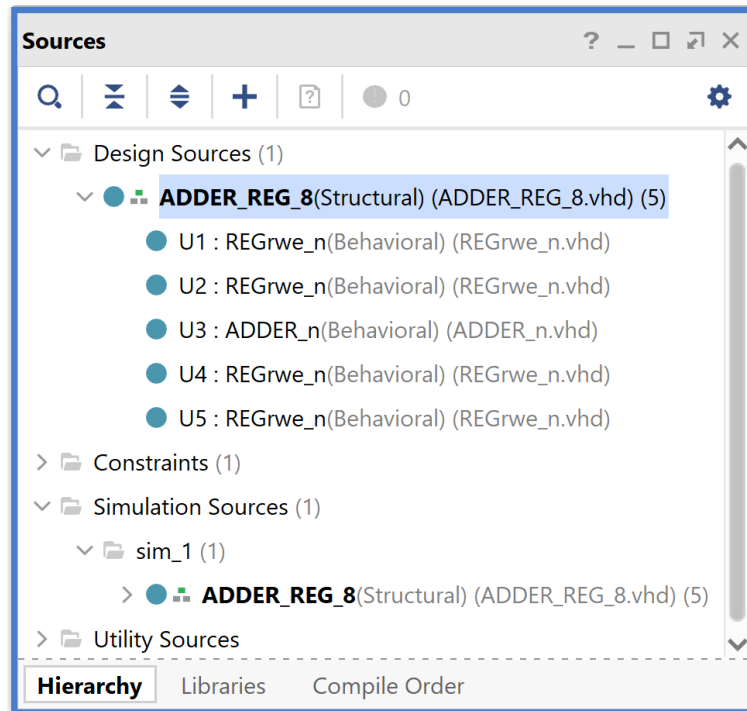 Sources
0
Design Sources (1)
ADDER_REG_8(Structural) (ADDER_REG_8.vhd) (5)
U1 : REGrwe_n(Behavioral) (REGrwe_n.vhd)
U2 : REGrwe_n(Behavioral) (REGrwe_n.vhd)
U3 : ADDER_n(Behavioral) (ADDER_n.vhd)
U4 : REGrwe_n(Behavioral) (REGrwe_n.vhd)
U5 : REGrwe_n(Behavioral) (REGrwe_n.vhd)
Constraints (1)
Simulation Sources (1)
sim_1 (1)
ADDER_REG_8(Structural) (ADDER_REG_8.vhd) (5)
Utility Sources
Hierarchy Libraries Compile Order